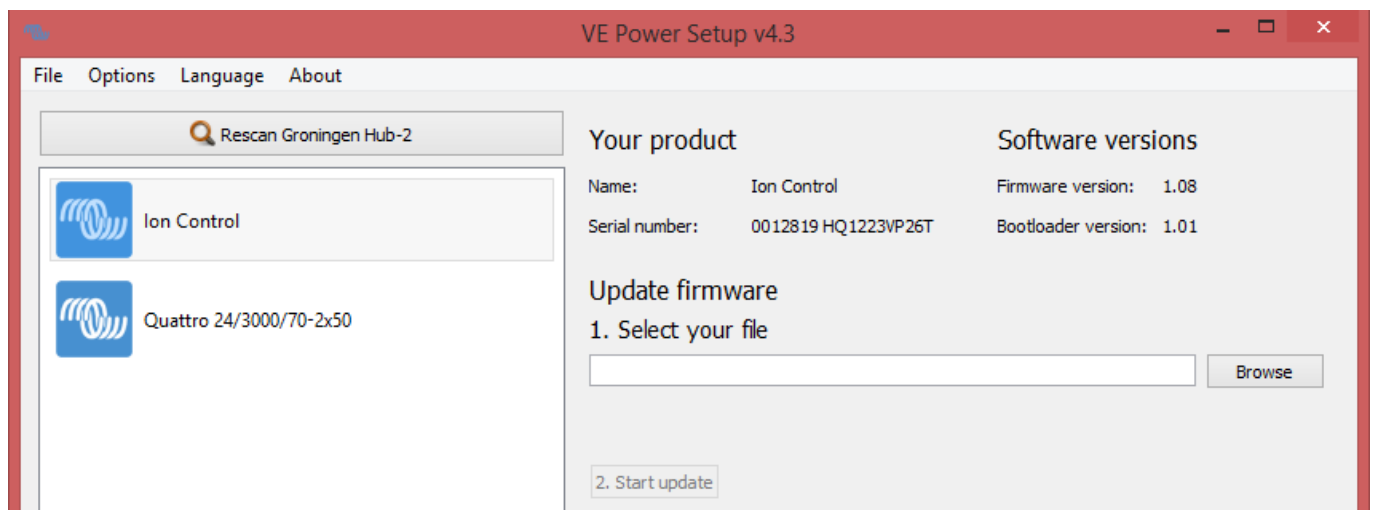 VE Power Setup v4.3
File Options Language About
Rescan Groningen Hub-2
Ion Control
Quattro 24/3000/70-2x50
Your product
Name: Ion Control
Serial number: 0012819 HQ1223VP26T
Software versions
Firmware version: 1.08
Bootloader version: 1.01
Update firmware
1. Select your file
Browse
2. Start update